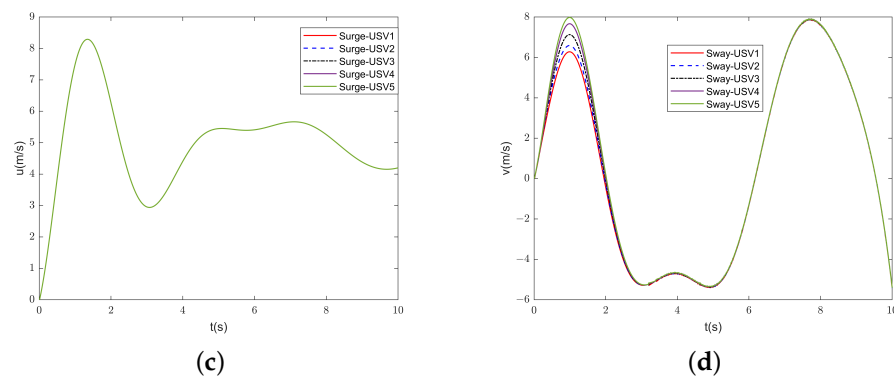 9
8
7
6
5
4
3
2
1
0
u(m/s)
Surge-USV1
Surge-USV2
Surge-USV3
Surge-USV4
Surge-USV5
0 2 4 6 8 10
t(s)
(c)
8
6
4
2
0
−2
−4
−6
v(m/s)
Sway-USV1
Sway-USV2
Sway-USV3
Sway-USV4
Sway-USV5
0 2 4 6 8 10
t(s)
(d)